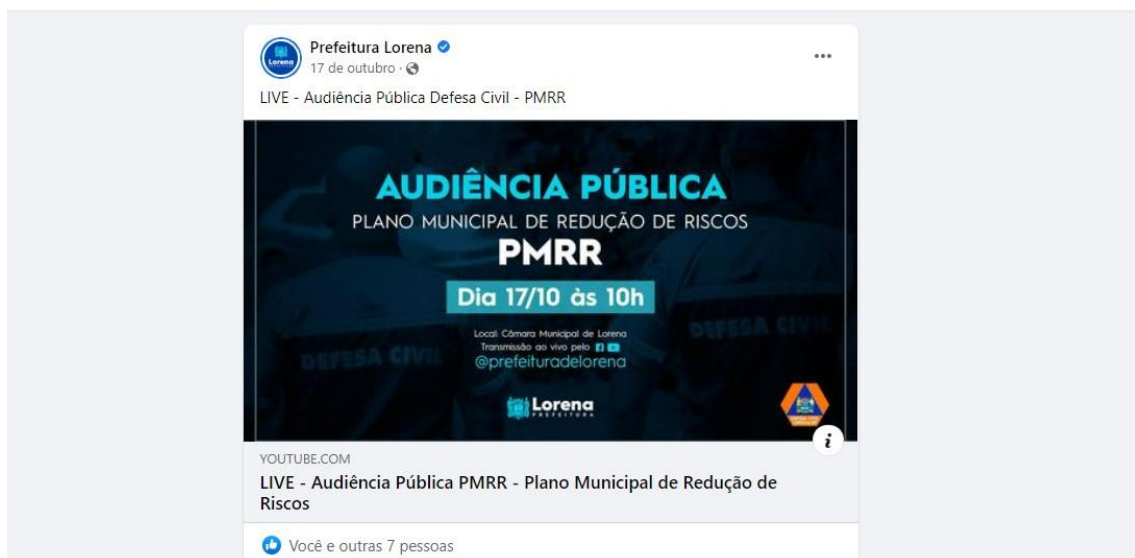 Prefeitura Lorena
17 de outubro ·
LIVE - Audiência Pública Defesa Civil - PMRR
AUDIÊNCIA PÚBLICA
PLANO MUNICIPAL DE REDUÇÃO DE RISCOS
PMRR
Dia 17/10 às 10h
Local: Câmara Municipal de Lorena
Transmissão ao vivo pelo
@prefeituradelorena
DEFESA CIVIL
DEFESA CIVIL
Lorena
PREFEITURA
YOUTUBE.COM
LIVE - Audiência Pública PMRR - Plano Municipal de Redução de
Riscos
Você e outras 7 pessoas